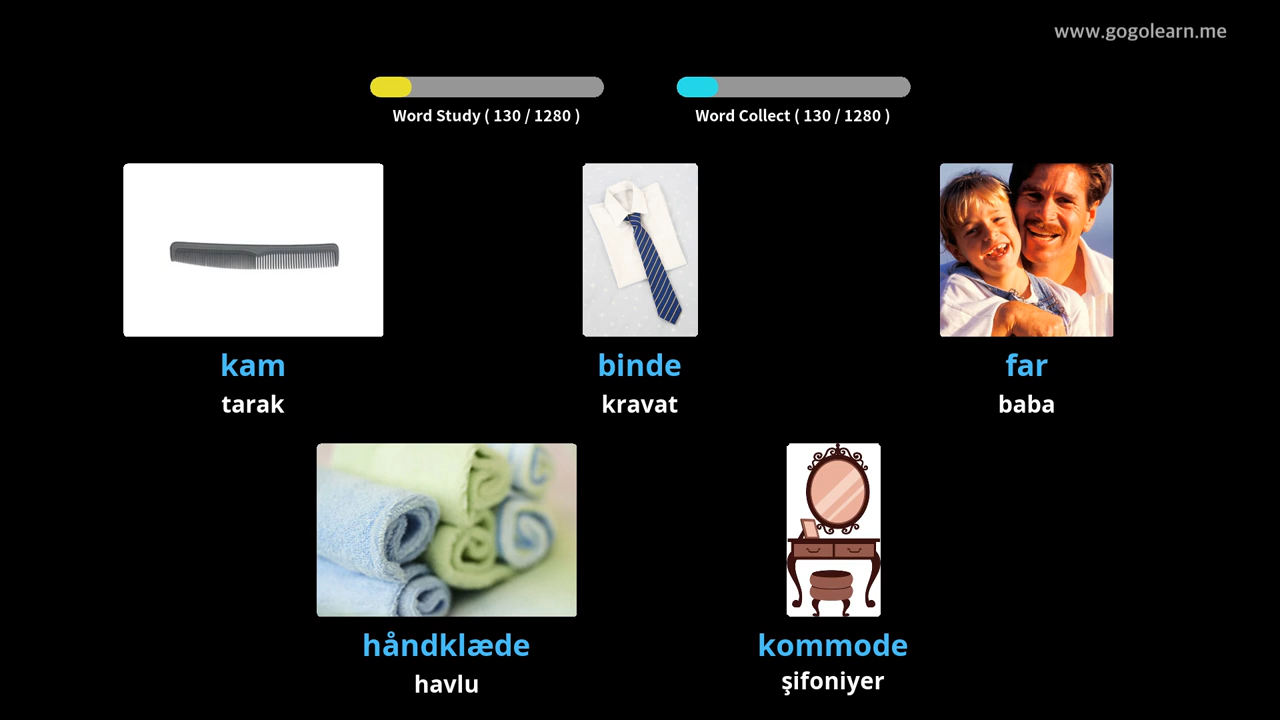 www.gogolearn.me
Word Study ( 130 / 1280 )
Word Collect ( 130 / 1280 )
kam
tarak
binde
kravat
far
baba
håndklæde
havlu
kommode
şifoniyer